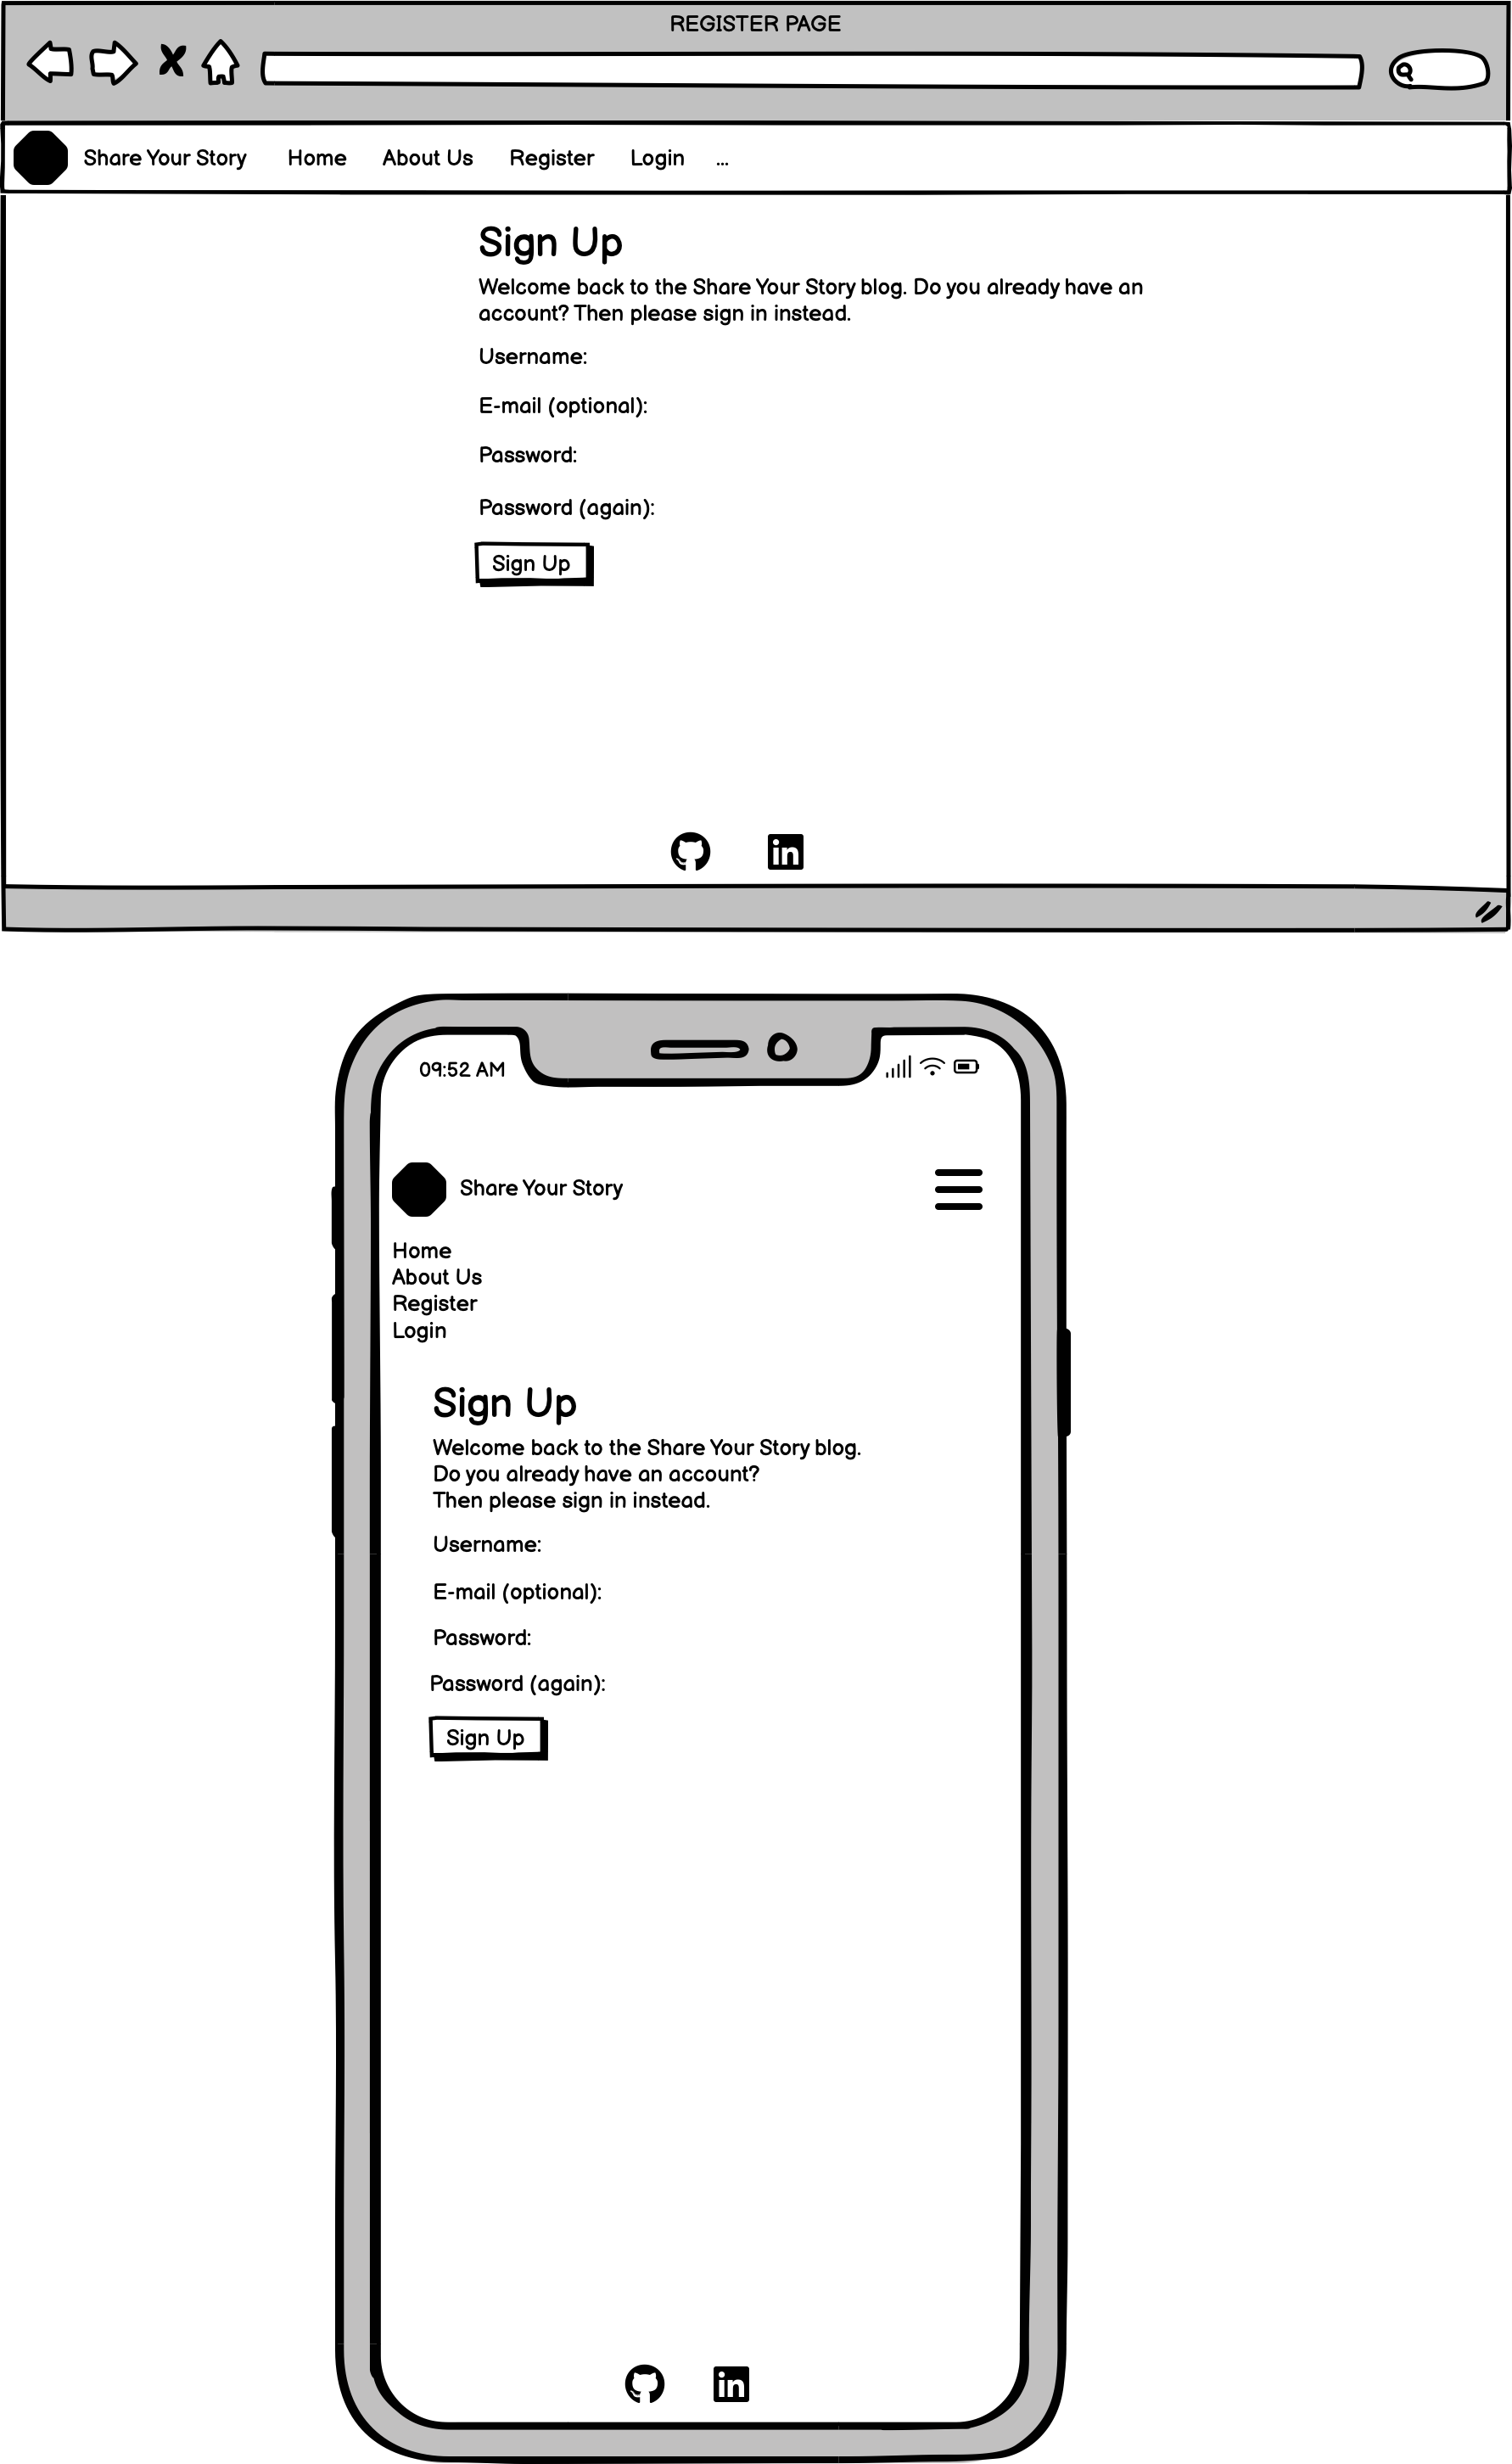 REGISTER PAGE
Share Your Story Home About Us Register Login ...
Sign Up
Welcome back to the Share Your Story blog. Do you already have an
account? Then please sign in instead.
Username:
E-mail (optional):
Password:
Password (again):
Sign Up
in
09:52 AM
Share Your Story
Home
About Us
Register
Login
Sign Up
Welcome back to the Share Your Story blog.
Do you already have an account?
Then please sign in instead.
Username:
E-mail (optional):
Password:
Password (again):
Sign Up
in